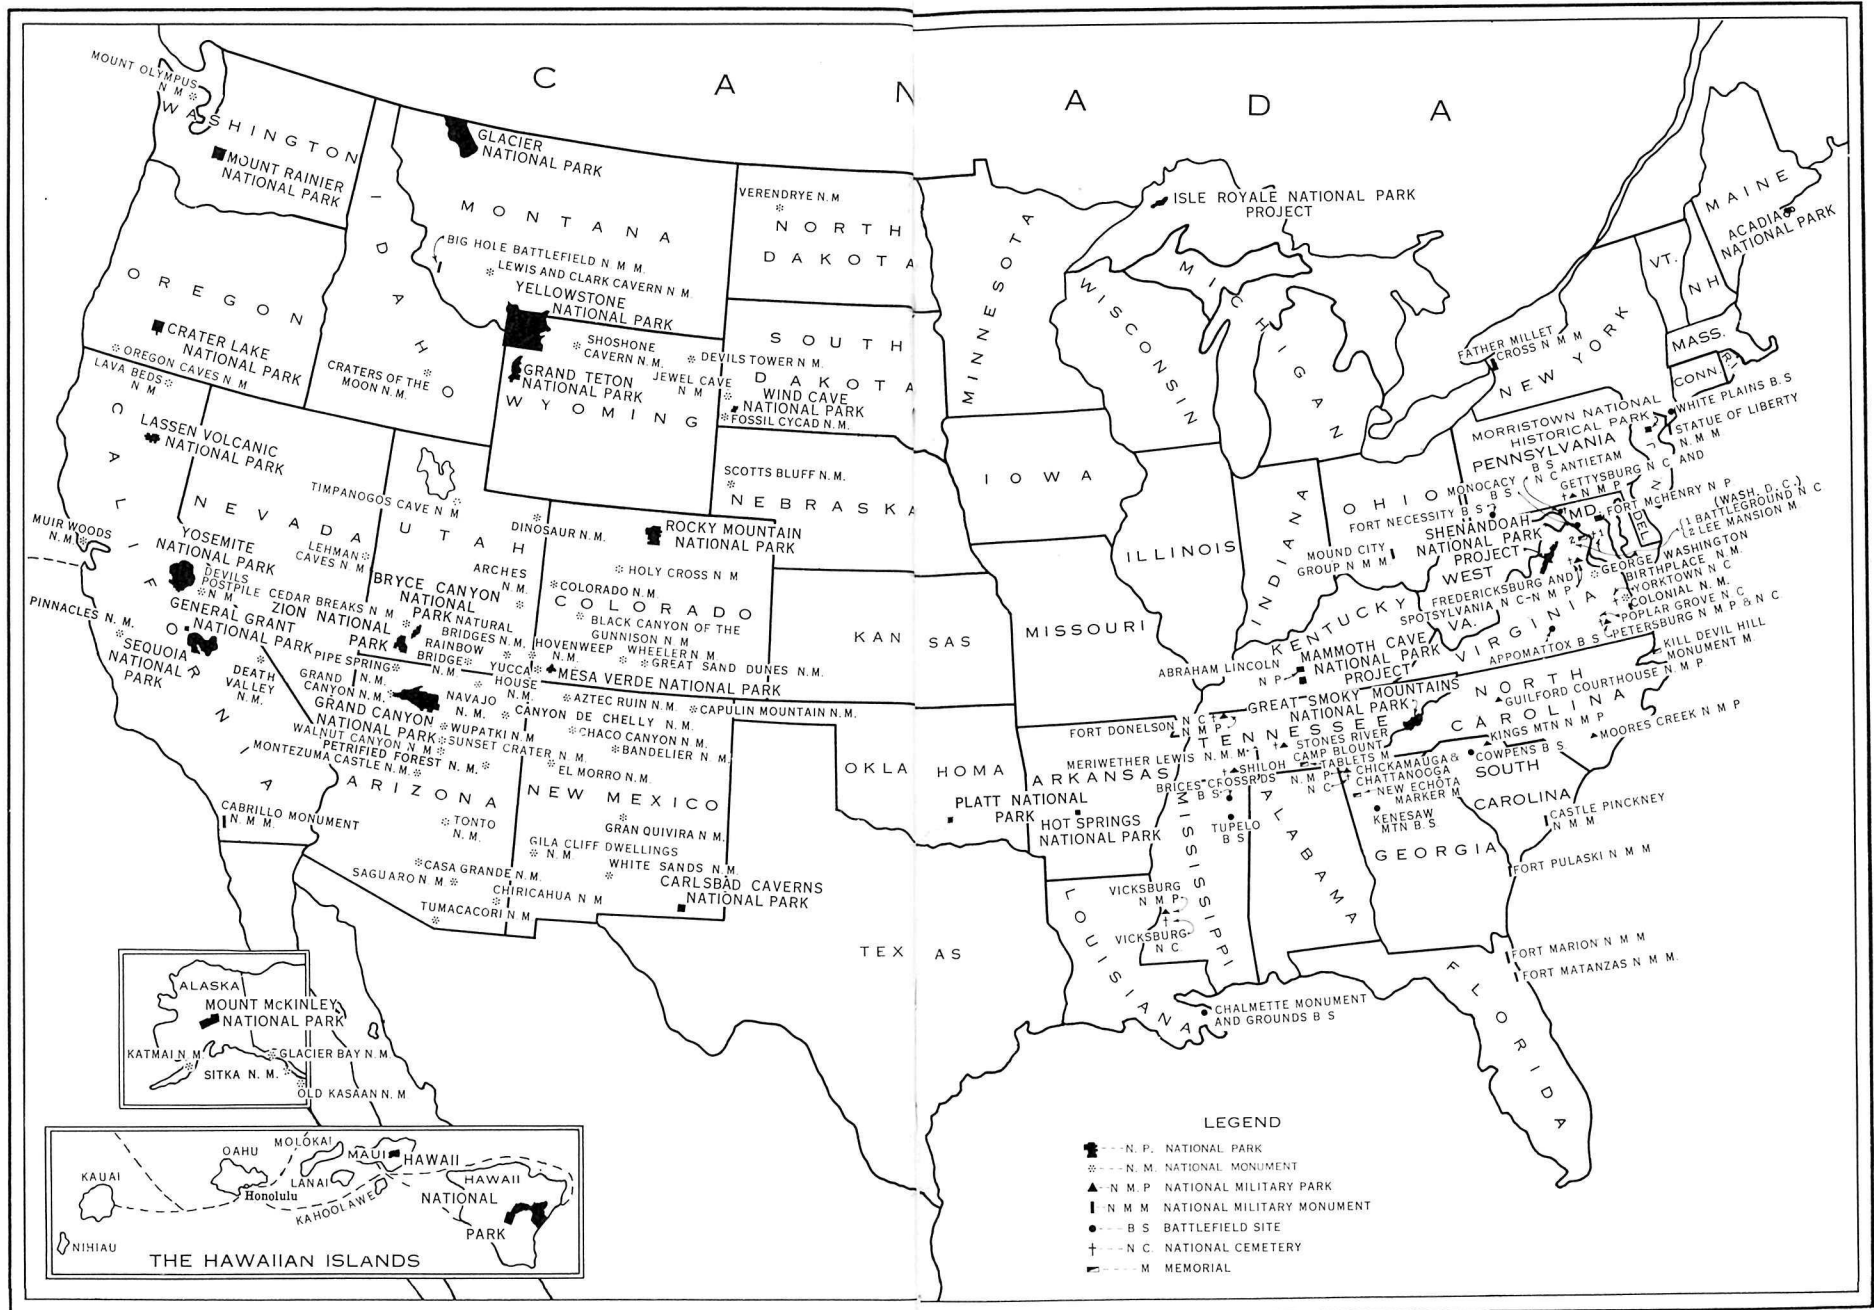 C A N A D A
MOUNT OLYMPUS
N M
WASHINGTON
MOUNT RAINIER
NATIONAL PARK
GLACIER
NATIONAL PARK
MONTANA
IDAHO
BIG HOLE BATTLEFIELD N M M.
LEWIS AND CLARK CAVERN N M
YELLOWSTONE
NATIONAL PARK
VERENDRYE N.M
NORTH
DAKOTA
OREGON
CRATER LAKE
NATIONAL PARK
OREGON CAVES N M
LAVA BEDS
N M
CRATERS OF THE
MOON N.M.
SHOSHONE
CAVERN N M.
GRAND TETON
NATIONAL PARK
WYOMING
DEVILS TOWER N M.
JEWEL CAVE
N M
SOUTH
DAKOTA
WIND CAVE
NATIONAL PARK
FOSSIL CYCAD N.M.
SCOTTS BLUFF N M.
NEBRASKA
CALIFORNIA
LASSEN VOLCANIC
NATIONAL PARK
NEVADA
TIMPANOGOS CAVE N M
UTAH
DINOSAUR N.M.
ROCKY MOUNTAIN
NATIONAL PARK
MUIR WOODS
N.M.
YOSEMITE
NATIONAL PARK
LEHMAN
CAVES N M
DEVILS
POSTPILE
N M
CEDAR BREAKS N M
BRYCE CANYON
NATIONAL
PARK
ARCHES
N M.
HOLY CROSS N M
COLORADO N.M.
COLORADO
BLACK CANYON OF THE
GUNNISON N M
PINNACLES N. M.
GENERAL GRANT
NATIONAL PARK
ZION NATIONAL
PARK
NATURAL
BRIDGES N M.
RAINBOW
BRIDGE
N.M.
HOVENWEEP
N.M.
WHEELER N M.
GREAT SAND DUNES N M.
SEQUOIA
NATIONAL
PARK
DEATH
VALLEY
N M.
PIPE SPRING
N.M.
YUCCA
HOUSE
N.M.
MESA VERDE NATIONAL PARK
GRAND
CANYON N.M.
GRAND CANYON
NATIONAL PARK
NAVAJO
N M.
AZTEC RUIN N M.
CAPULIN MOUNTAIN N M.
CANYON DE CHELLY N M.
WUPATKI N M
CHACO CANYON N M.
WALNUT CANYON N M
SUNSET CRATER N M
BANDELIER N M.
PETRIFIED FOREST N. M.
MONTEZUMA CASTLE N.M.
EL MORRO N.M.
ARIZONA
NEW MEXICO
CABRILLO MONUMENT
N M M.
TONTO
N.M.
GRAN QUIVIRA N M.
GILA CLIFF DWELLINGS
N M
CASA GRANDE N.M.
WHITE SANDS N M.
SAGUARO N M
CHIRICAHUA N M
CARLSBAD CAVERNS
NATIONAL PARK
TUMACACORI N M
KANSAS
OKLAHOMA
TEXAS
PLATT NATIONAL
PARK
MINNESOTA
ISLE ROYALE NATIONAL PARK
PROJECT
WISCONSIN
MICHIGAN
IOWA
ILLINOIS
INDIANA
OHIO
MISSOURI
ARKANSAS
HOT SPRINGS
NATIONAL PARK
LOUISIANA
MISSISSIPPI
ALABAMA
MAINE
ACADIA
NATIONAL PARK
VT.
N H
MASS.
CONN.
R.I.
NEW YORK
FATHER MILLET
CROSS N M M
WHITE PLAINS B. S
STATUE OF LIBERTY
N. M M
MORRISTOWN NATIONAL
HISTORICAL PARK
PENNSYLVANIA
B S ANTIETAM
N C
GETTYSBURG N C AND
N M P
MONOCACY
B S
FORT NECESSITY B S
MD.
DEL
FORT McHENRY N P
(WASH, D. C.)
1 BATTLEGROUND N C
2 LEE MANSION M
SHENANDOAH
NATIONAL PARK
PROJECT
MOUND CITY
GROUP N M M
WEST
VA.
GEORGE WASHINGTON
BIRTHPLACE N. M.
FREDERICKSBURG AND
SPOTSYLVANIA N C-N M P
YORKTOWN N C
COLONIAL N. M.
POPLAR GROVE N C
PETERSBURG N M P & N C
VIRGINIA
APPOMATTOX B S
KENTUCKY
MAMMOTH CAVE
NATIONAL PARK
PROJECT
ABRAHAM LINCOLN
N P
KILL DEVIL HILL
MONUMENT M.
GREAT SMOKY MOUNTAINS
NATIONAL PARK
NORTH
CAROLINA
GUILFORD COURTHOUSE N. M P.
FORT DONELSON N C
N M P
TENNESSEE
STONES RIVER
KINGS MTN N M P
MOORES CREEK N M P
MERIWETHER LEWIS N. M M
CAMP BLOUNT
TABLETS M
COWPENS B S
SHILOH
N M P
N C
CHICKAMAUGA &
CHATTANOOGA
BRICES CROSSRDS
B S
NEW ECHOTA
MARKER M
SOUTH
CAROLINA
TUPELO
B S
KENESAW
MTN B S.
CASTLE PINCKNEY
N M M.
GEORGIA
FORT PULASKI N M M
VICKSBURG
N M P
VICKSBURG
N C
FORT MARION N M M
FORT MATANZAS N M M.
CHALMETTE MONUMENT
AND GROUNDS B S
FLORIDA
ALASKA
MOUNT McKINLEY
NATIONAL PARK
KATMAI N. M.
GLACIER BAY N.M.
SITKA N. M.
OLD KASAAN N. M
KAUAI
NIHIAU
OAHU
Honolulu
MOLOKAI
LANAI
MAUI
KAHOOLAWE
HAWAII
HAWAII
NATIONAL
PARK
THE HAWAIIAN ISLANDS
LEGEND
N. P. NATIONAL PARK
N. M. NATIONAL MONUMENT
N M. P NATIONAL MILITARY PARK
N M M NATIONAL MILITARY MONUMENT
B S BATTLEFIELD SITE
N C. NATIONAL CEMETERY
M MEMORIAL